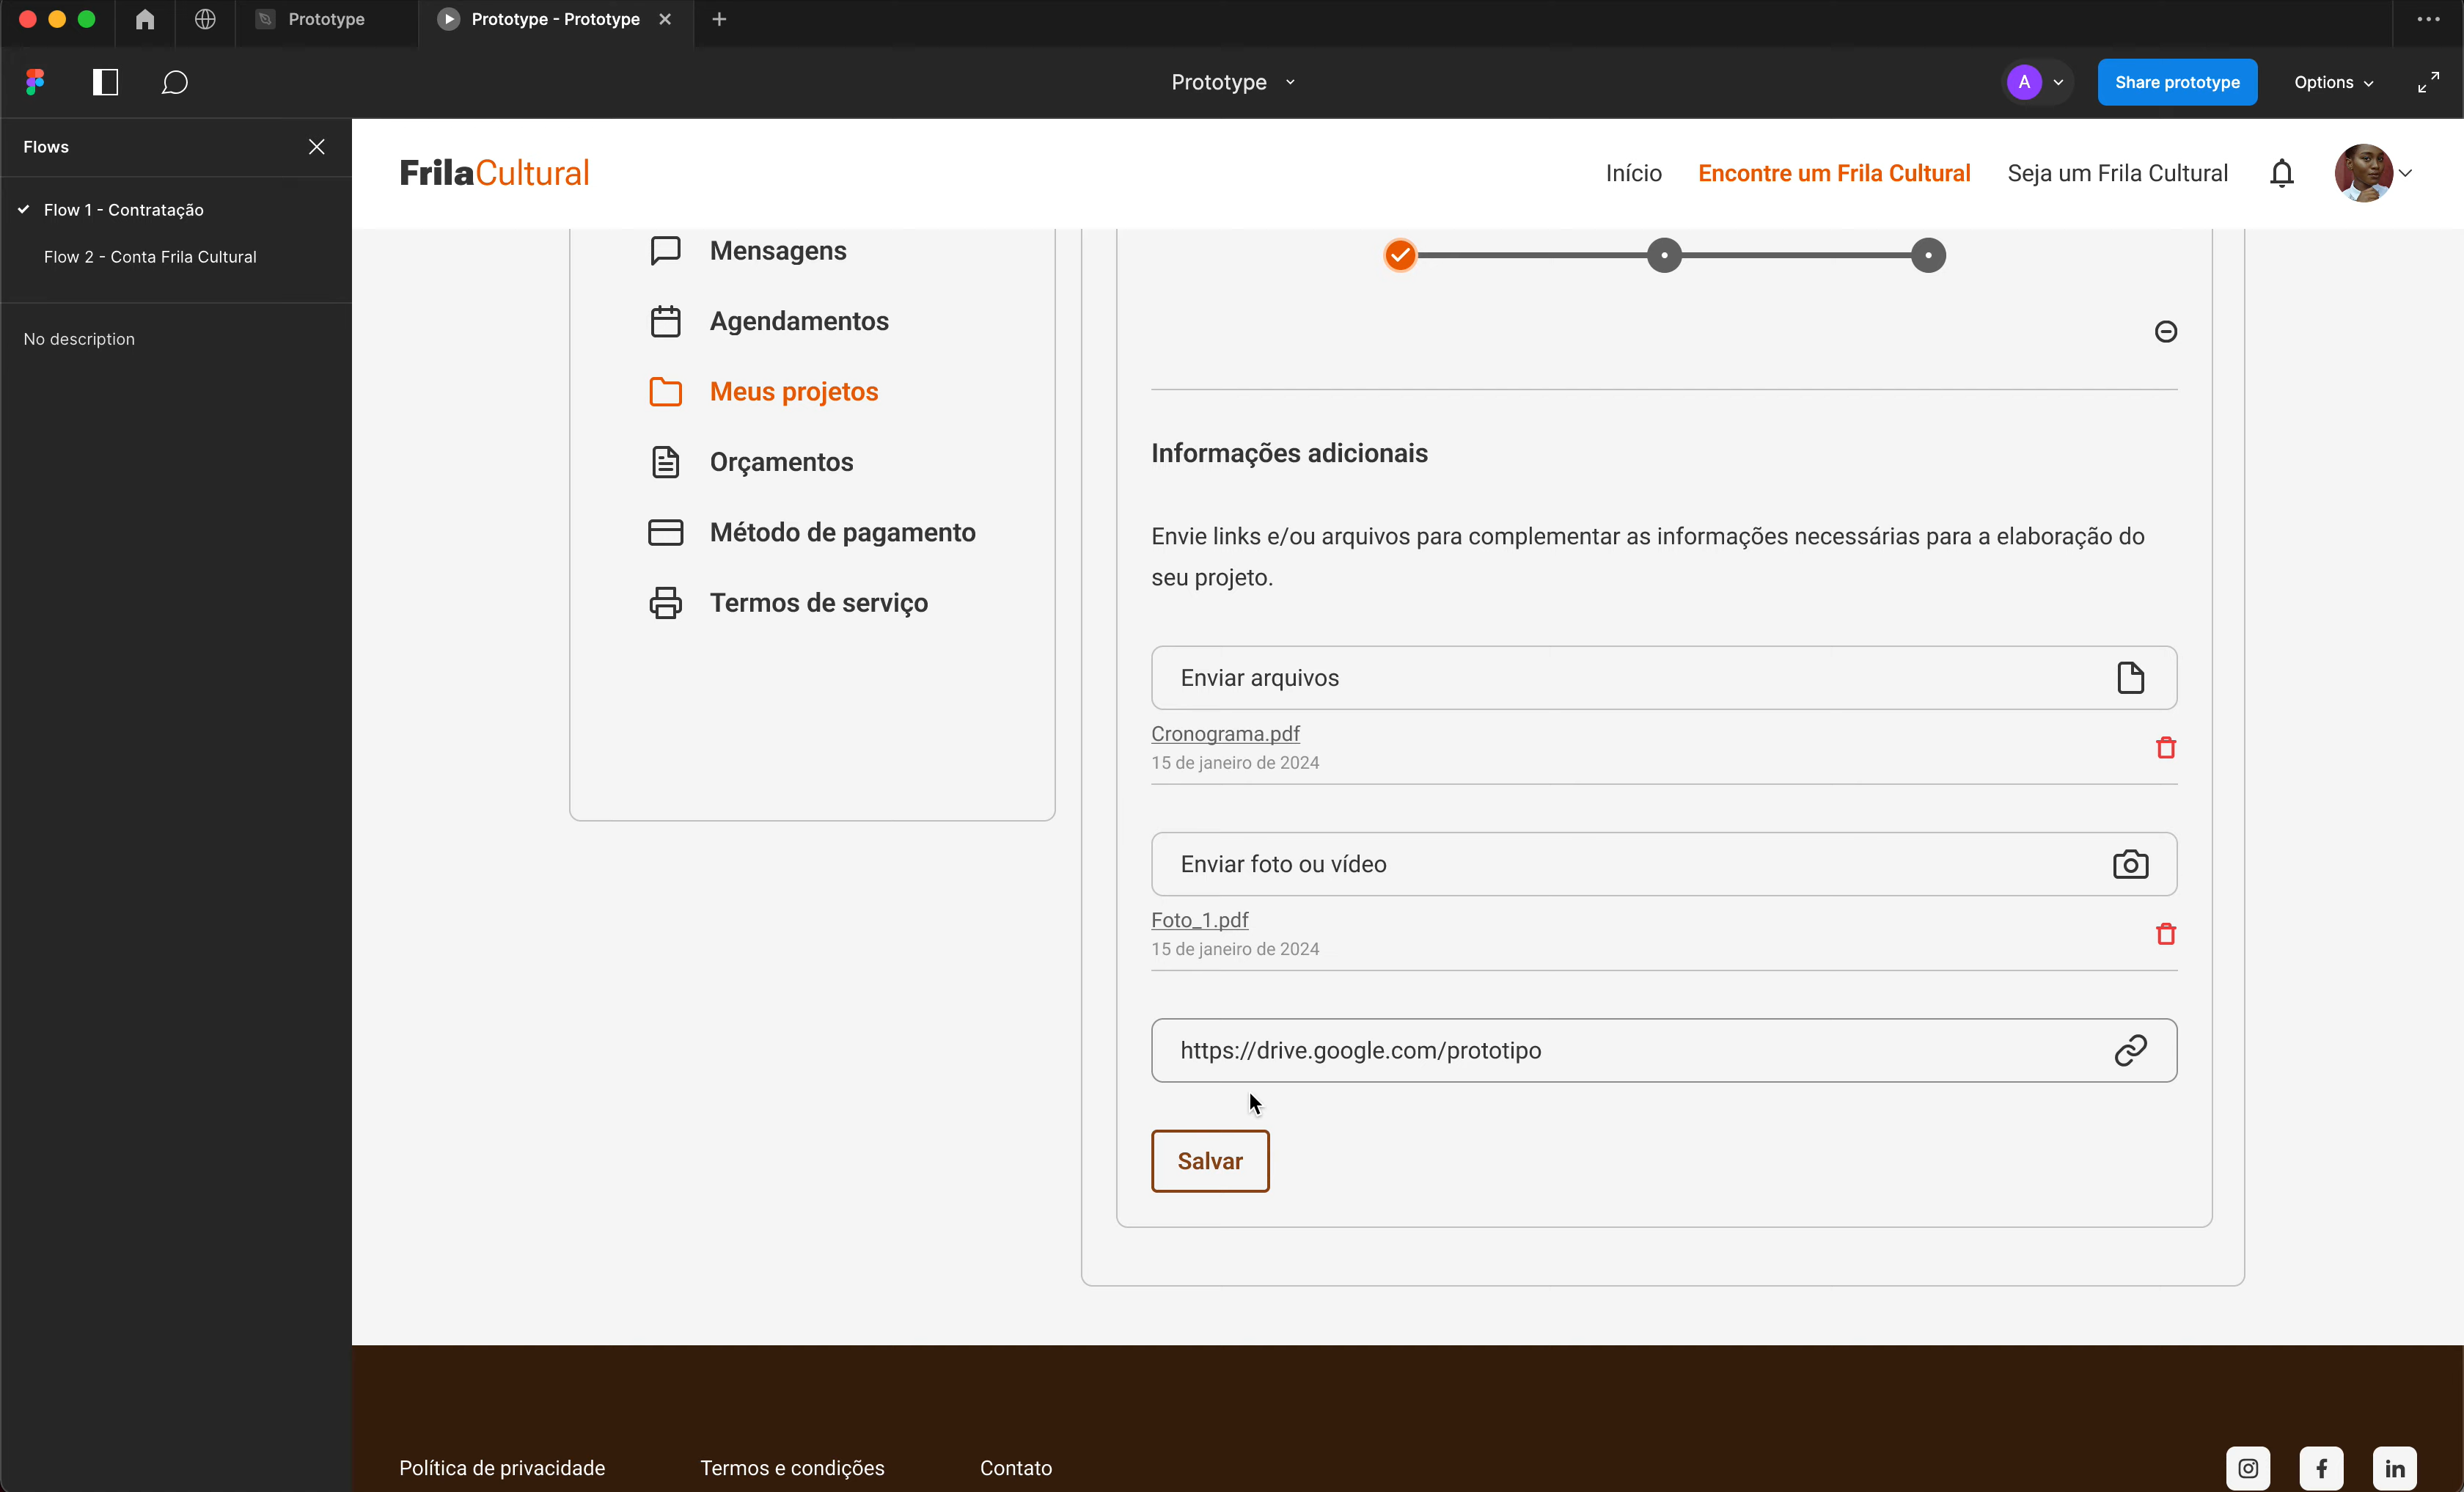 Prototype
Prototype - Prototype
Prototype
A
Share prototype
Options
Flows
Flow 1 - Contratação
Flow 2 - Conta Frila Cultural
No description
FrilaCultural
Início
Encontre um Frila Cultural
Seja um Frila Cultural
Mensagens
Agendamentos
Meus projetos
Orçamentos
Método de pagamento
Termos de serviço
Informações adicionais
Envie links e/ou arquivos para complementar as informações necessárias para a elaboração do
seu projeto.
Enviar arquivos
Cronograma.pdf
15 de janeiro de 2024
Enviar foto ou vídeo
Foto_1.pdf
15 de janeiro de 2024
https://drive.google.com/prototipo
Salvar
Política de privacidade
Termos e condições
Contato